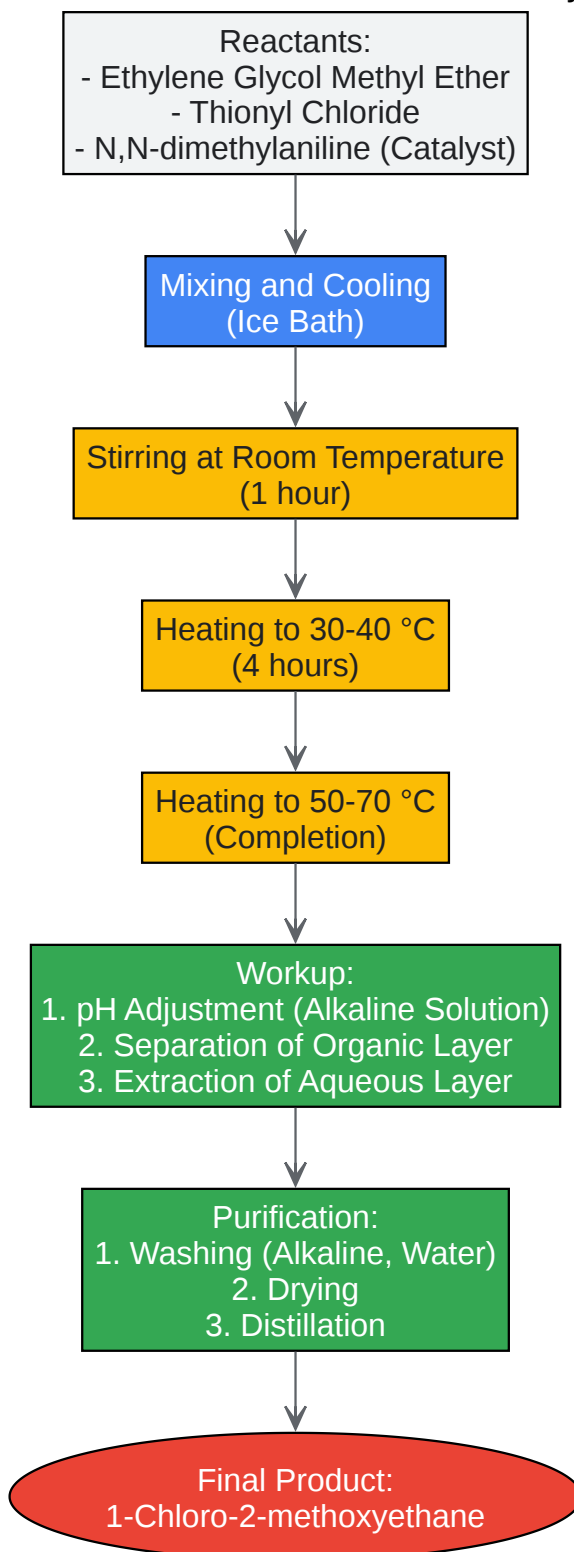 Reactants:
- Ethylene Glycol Methyl Ether
- Thionyl Chloride
- N,N-dimethylaniline (Catalyst)
Mixing and Cooling
(Ice Bath)
Stirring at Room Temperature
(1 hour)
Heating to 30-40 °C
(4 hours)
Heating to 50-70 °C
(Completion)
Workup:
1. pH Adjustment (Alkaline Solution)
2. Separation of Organic Layer
3. Extraction of Aqueous Layer
Purification:
1. Washing (Alkaline, Water)
2. Drying
3. Distillation
Final Product:
1-Chloro-2-methoxyethane